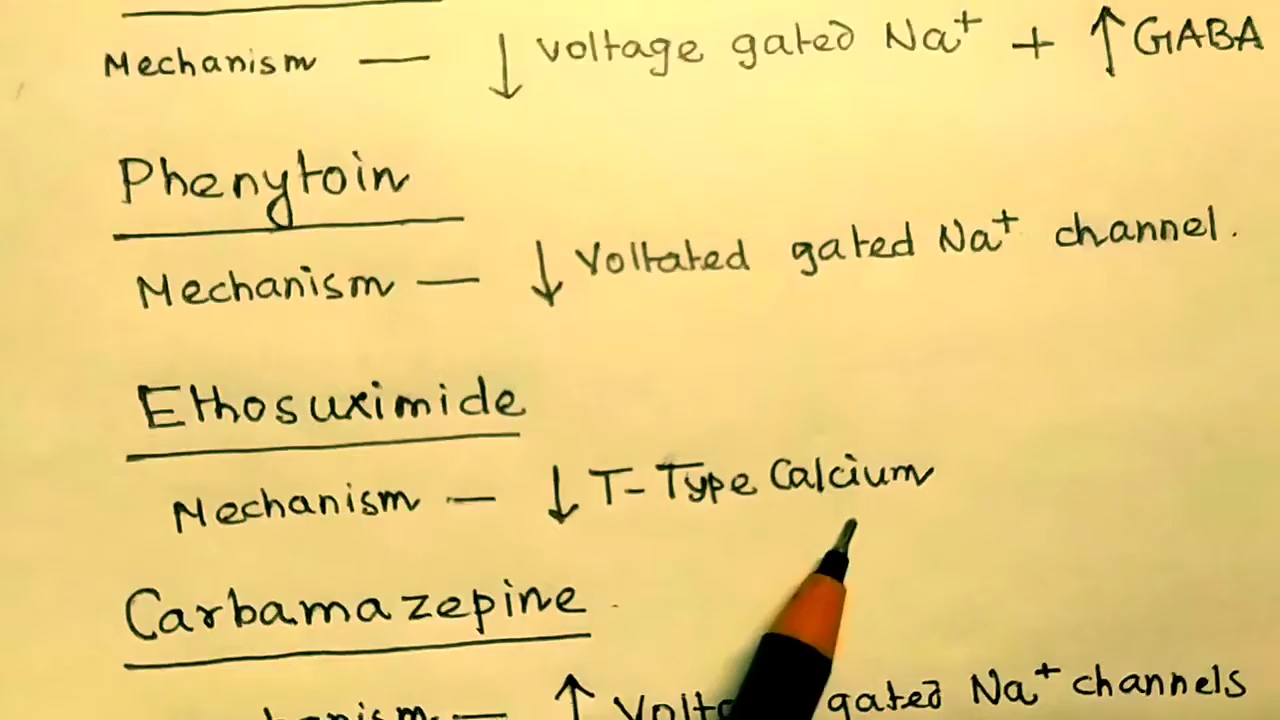 Mechanism — ↓ voltage gated Na⁺ + ↑ GABA
Phenytoin
Mechanism — ↓ Voltated gated Na⁺ channel.
Ethosuximide
Mechanism — ↓ T-Type Calcium
Carbamazepine
— ↑ gated Na⁺ channels